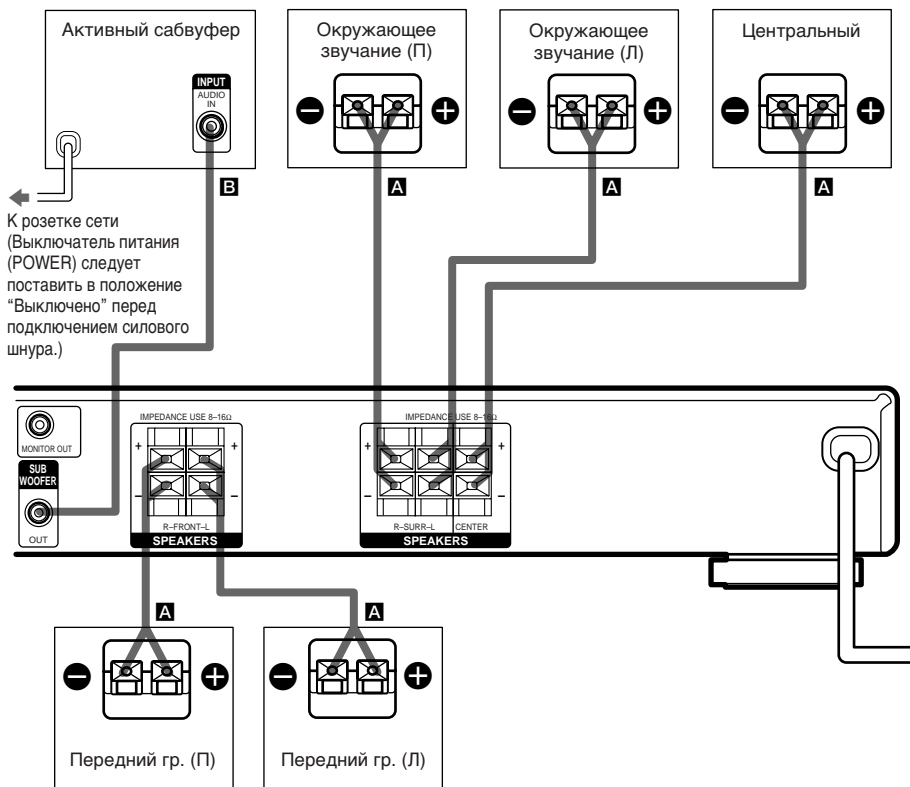 Активный сабвуфер
INPUT
AUDIO
IN
Окружающее
звучание (П)
Окружающее
звучание (Л)
Центральный
B
A
A
A
К розетке сети
(Выключатель питания
(POWER) следует
поставить в положение
“Выключено” перед
подключением силового
шнура.)
MONITOR OUT
SUB
WOOFER
OUT
IMPEDANCE USE 8–16Ω
+ +
– –
R–FRONT–L
SPEAKERS
IMPEDANCE USE 8–16Ω
+ +
– –
R–SURR–L CENTER
SPEAKERS
A
A
Передний гр. (П)
Передний гр. (Л)